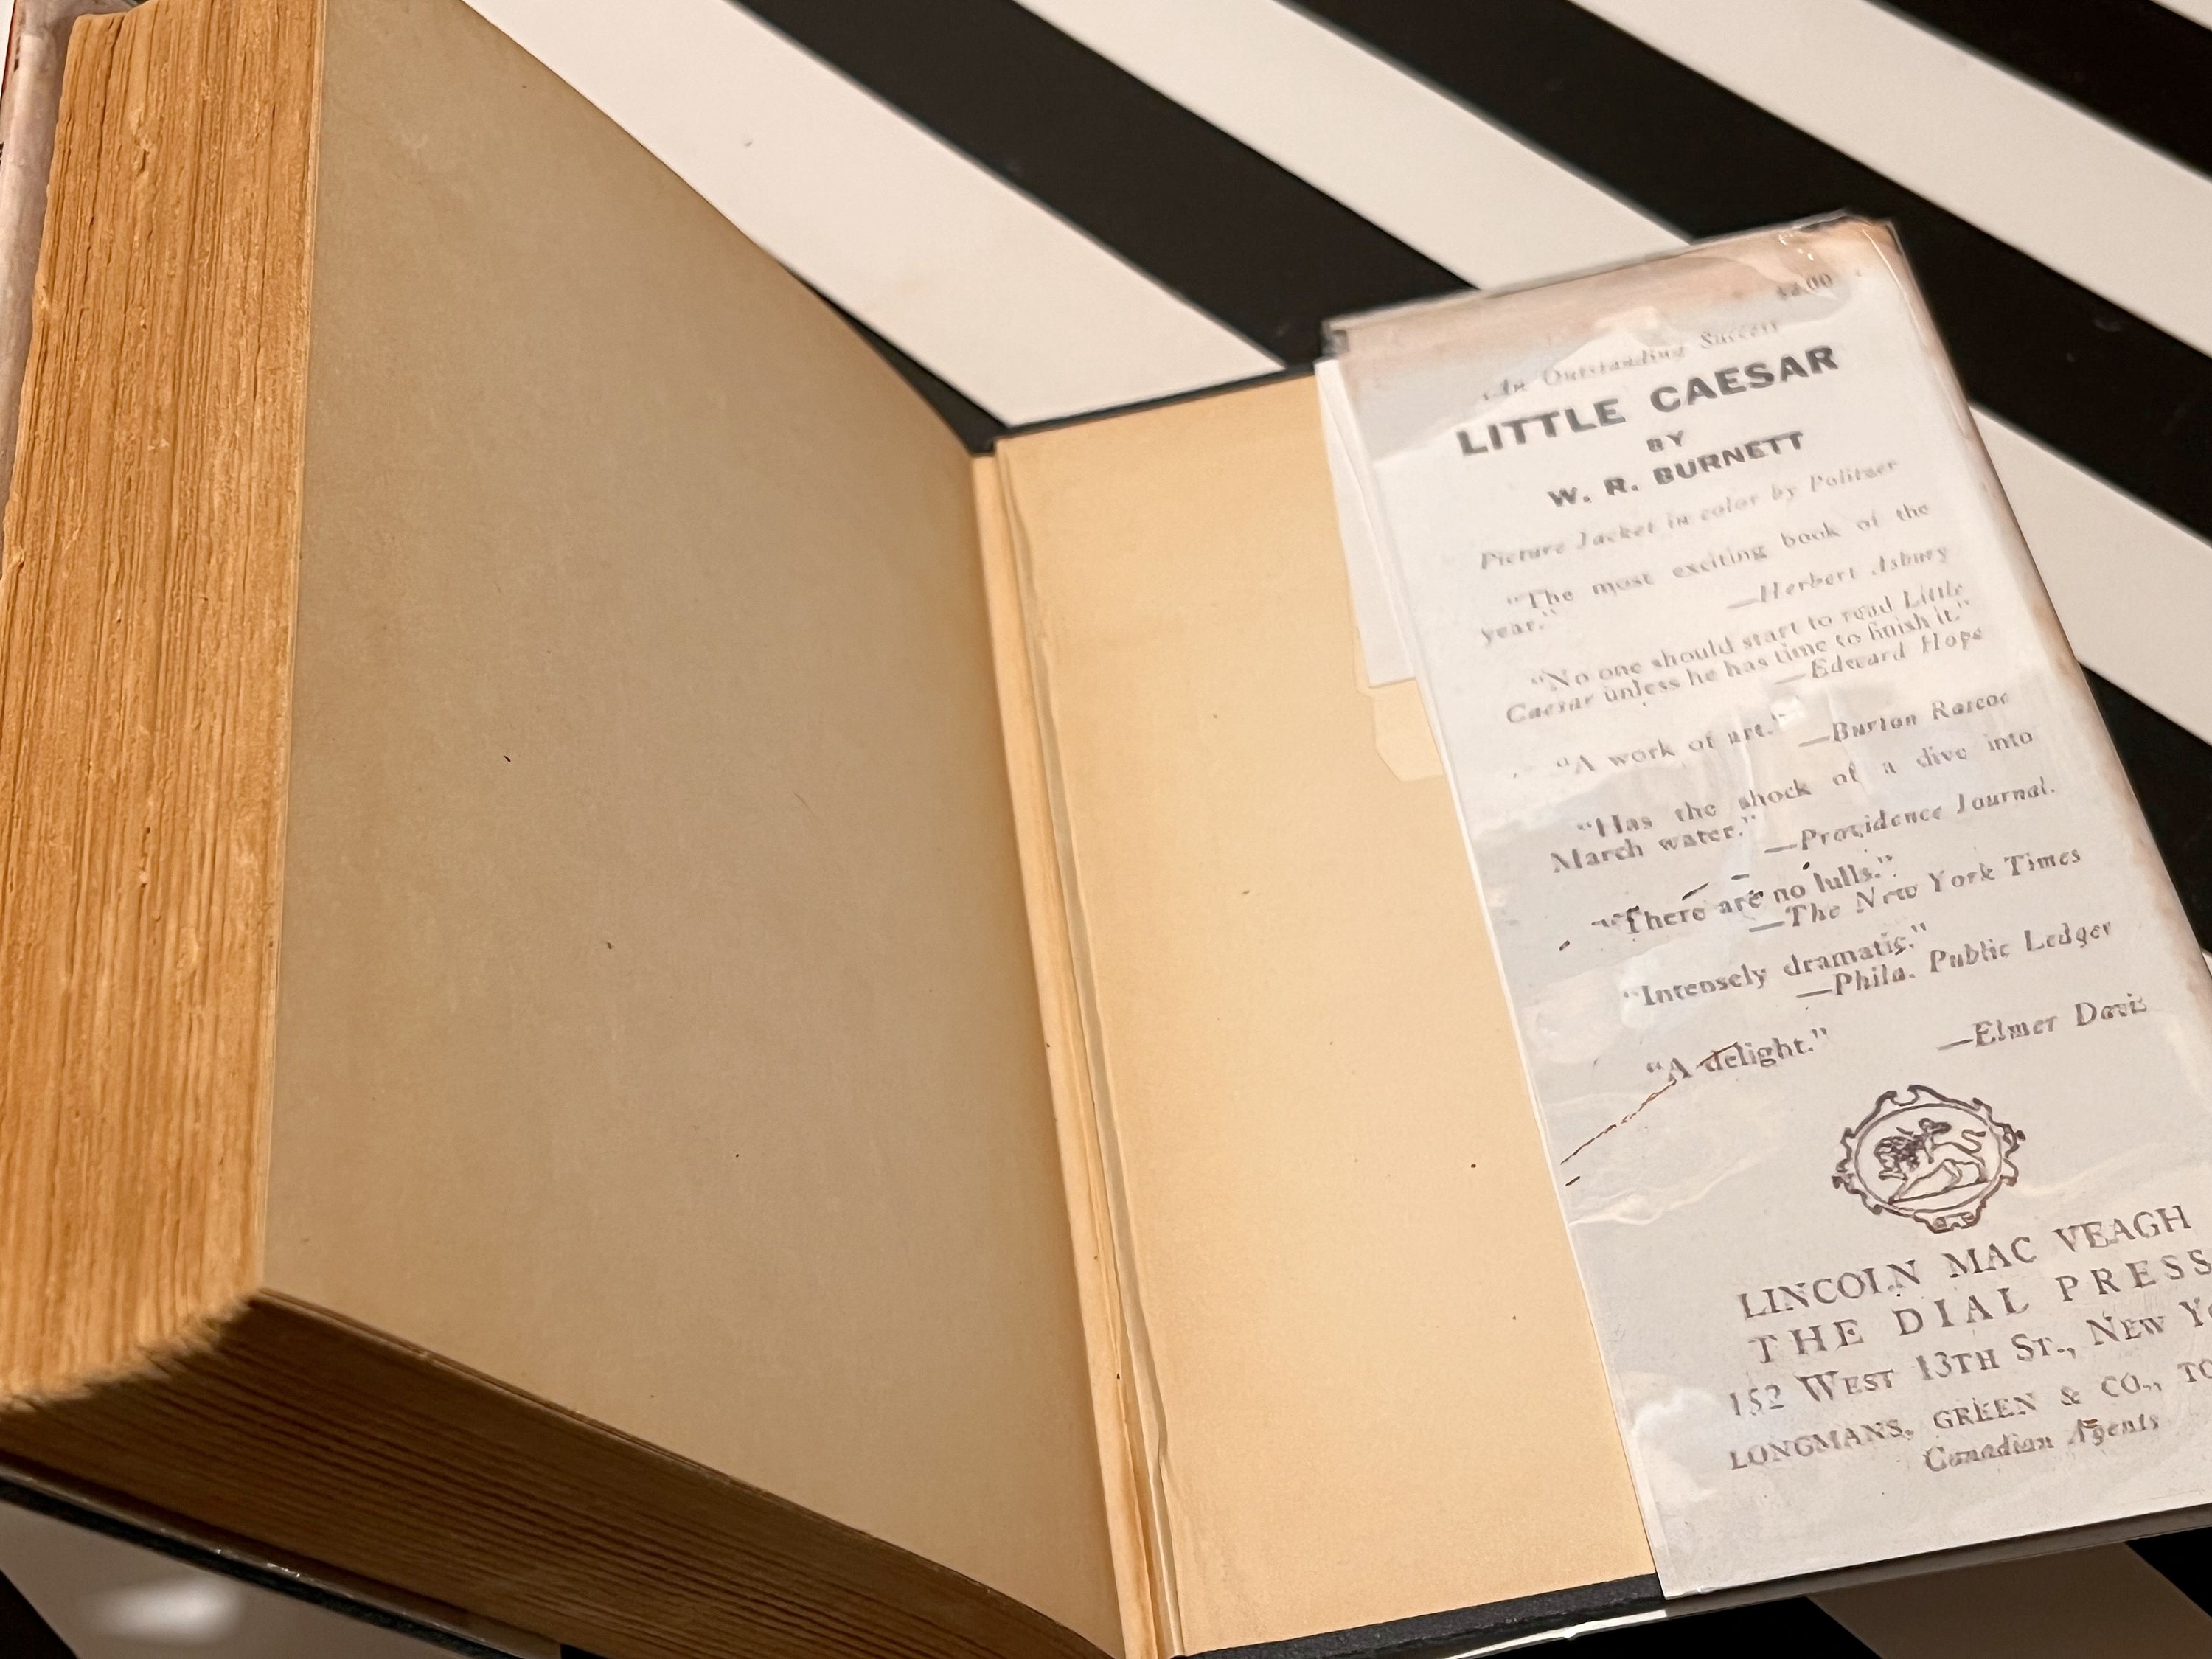 $2.00
An Outstanding Success
LITTLE CAESAR
BY
W. R. BURNETT
Picture Jacket in color by Politzer
"The most exciting book of the
year."
—Herbert Asbury
"No one should start to read Little
Caesar unless he has time to finish it."
—Edward Hope
"A work of art." —Burton Rascoe
"Has the shock of a dive into
March water." —Providence Journal.
"There are no lulls."
—The New York Times
"Intensely dramatic."
—Phila. Public Ledger
"A delight." —Elmer Davis
LINCOLN MAC VEAGH
THE DIAL PRESS
152 WEST 13TH ST., NEW
LONGMANS, GREEN & CO.,
Canadian Agents